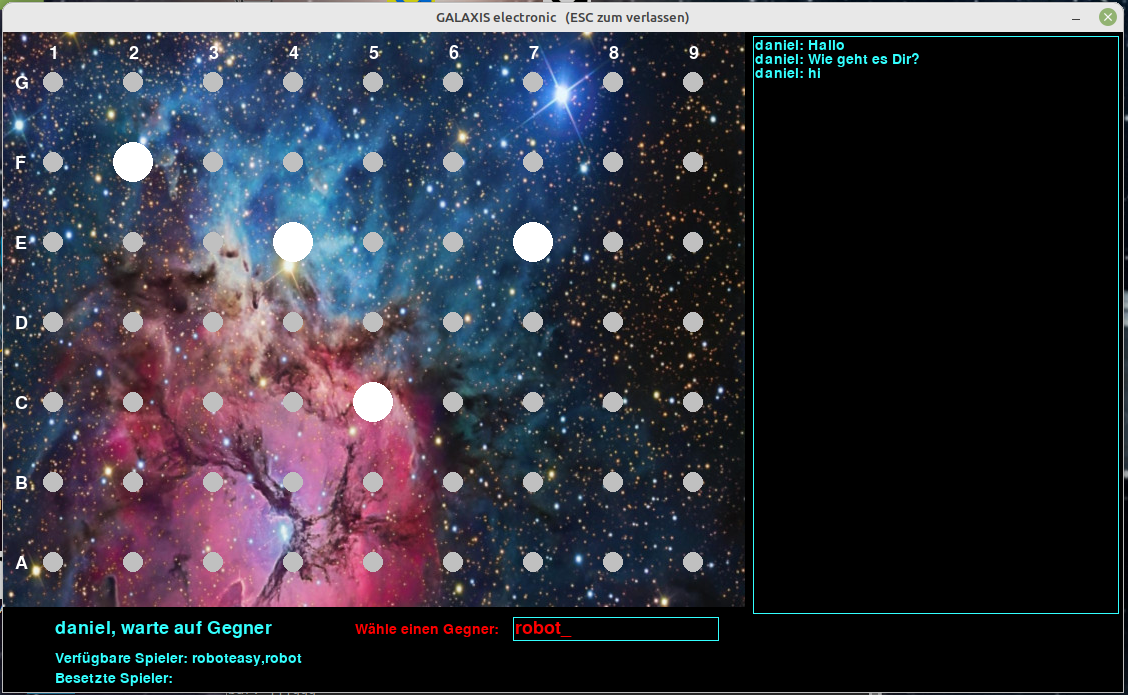 GALAXIS electronic (ESC zum verlassen)
1 2 3 4 5 6 7 8 9
G
F
E
D
C
B
A
daniel: Hallo
daniel: Wie geht es Dir?
daniel: hi
daniel, warte auf Gegner
Wähle einen Gegner: robot_
Verfügbare Spieler: roboteasy,robot
Besetzte Spieler: